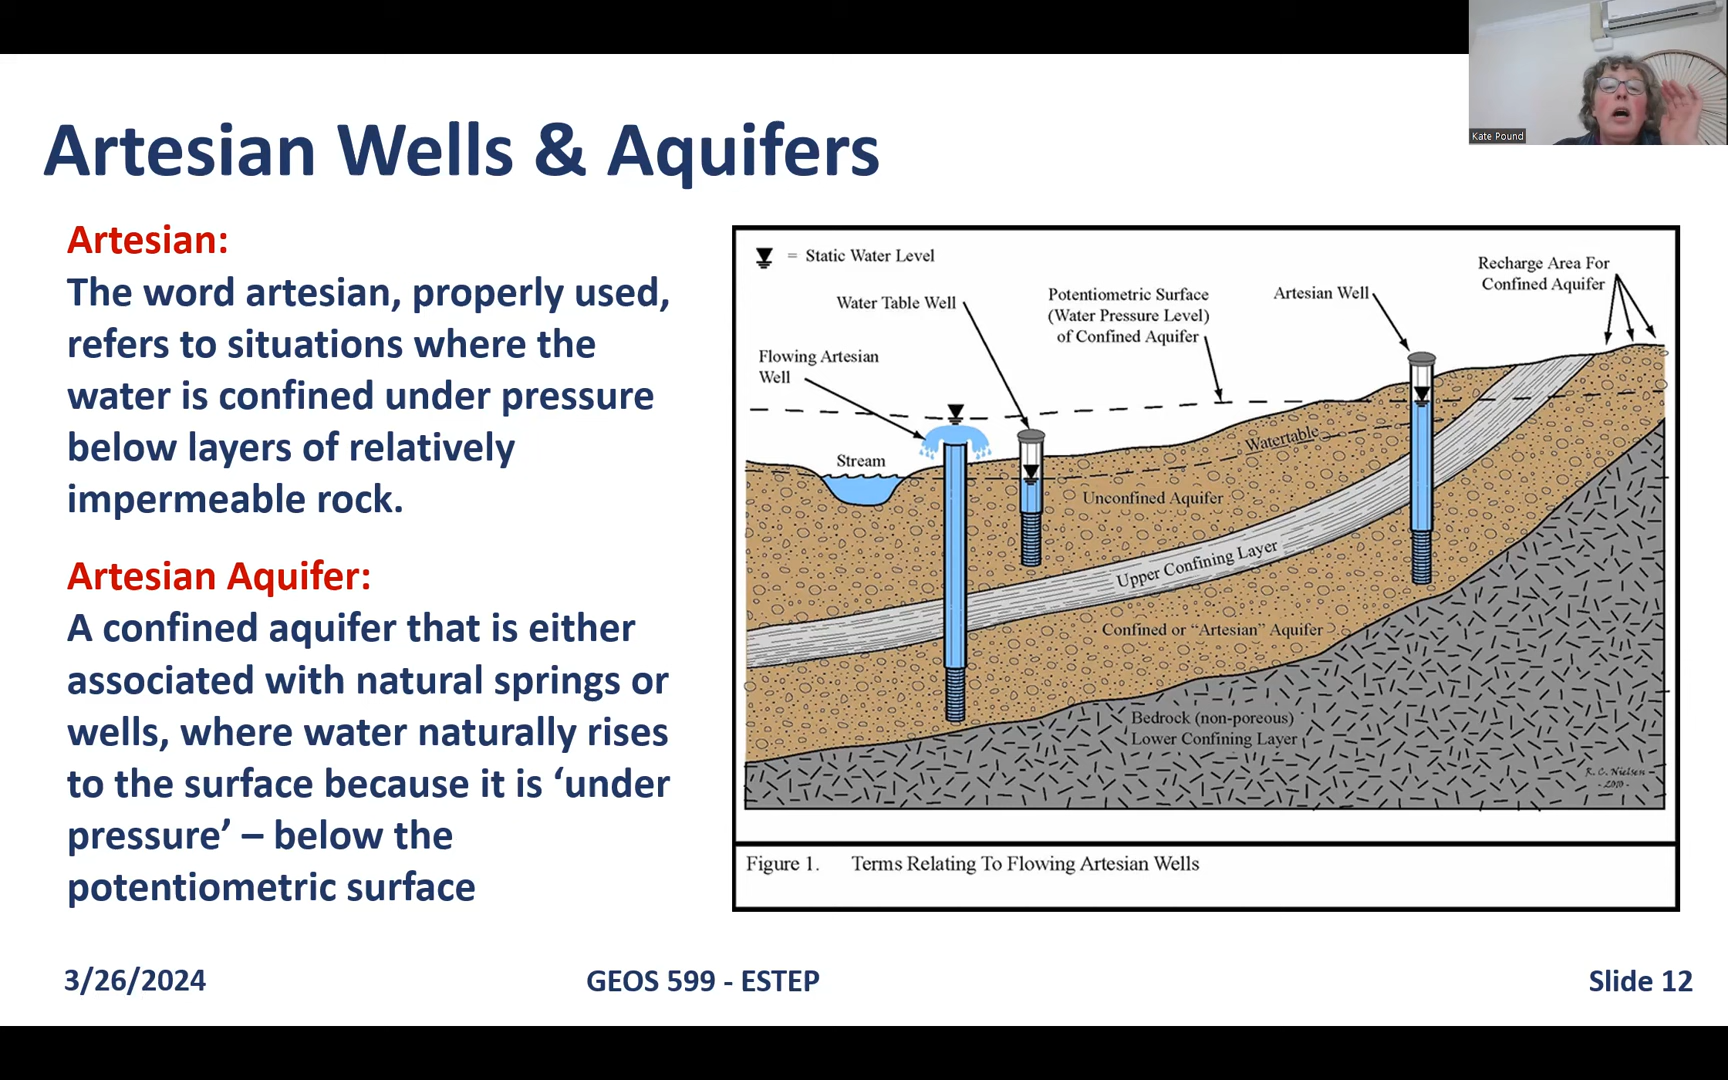 Kate Pound
Artesian Wells & Aquifers
Artesian:
The word artesian, properly used,
refers to situations where the
water is confined under pressure
below layers of relatively
impermeable rock.
Artesian Aquifer:
A confined aquifer that is either
associated with natural springs or
wells, where water naturally rises
to the surface because it is ‘under
pressure’ – below the
potentiometric surface
= Static Water Level
Water Table Well
Flowing Artesian
Well
Potentiometric Surface
(Water Pressure Level)
of Confined Aquifer
Artesian Well
Recharge Area For
Confined Aquifer
Stream
Watertable
Unconfined Aquifer
Upper Confining Layer
Confined or “Artesian” Aquifer
Bedrock (non-porous)
Lower Confining Layer
R. C. Nielsen
- 2010 -
Figure 1. Terms Relating To Flowing Artesian Wells
3/26/2024
GEOS 599 - ESTEP
Slide 12